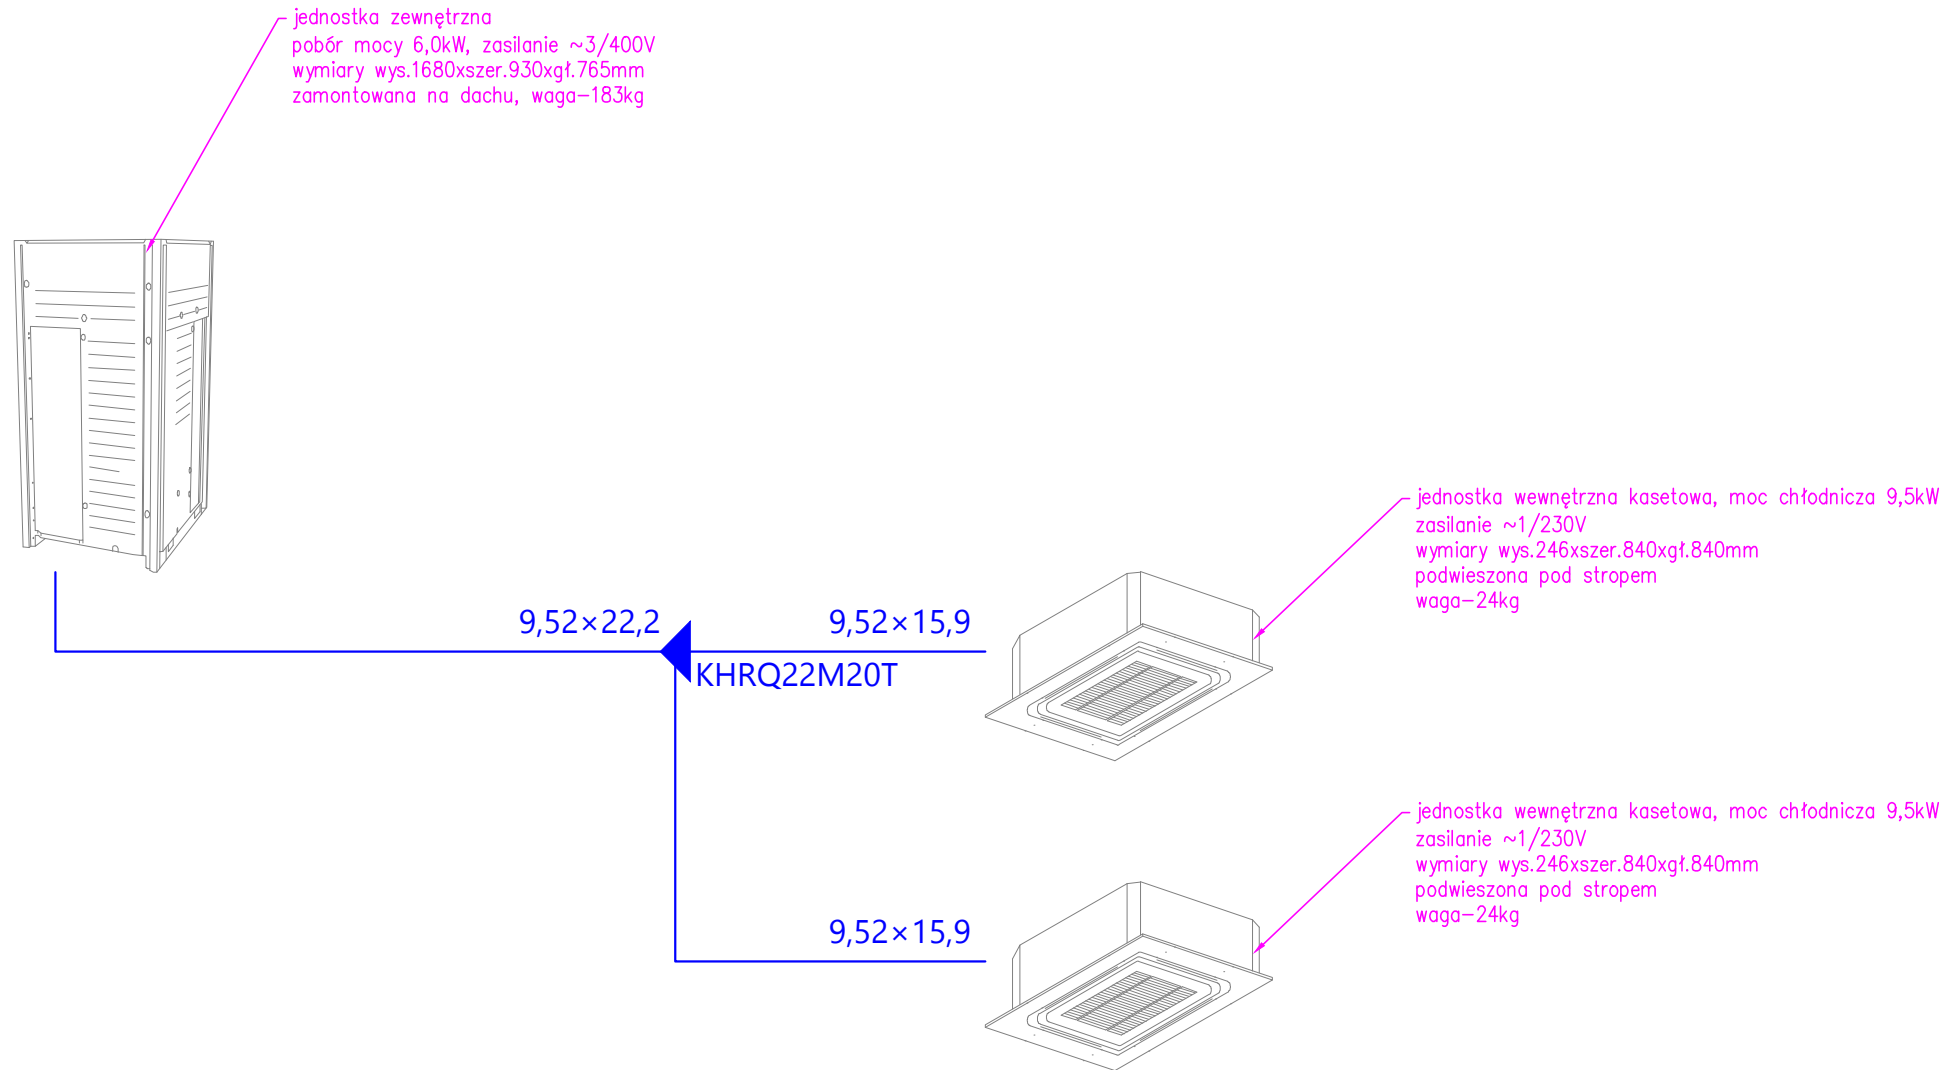 jednostka zewnętrzna
pobór mocy 6,0kW, zasilanie ~3/400V
wymiary wys.1680xszer.930xgł.765mm
zamontowana na dachu, waga-183kg
jednostka wewnętrzna kasetowa, moc chłodnicza 9,5kW
zasilanie ~1/230V
wymiary wys.246xszer.840xgł.840mm
podwieszona pod stropem
waga-24kg
9,52×22,2
9,52×15,9
KHRQ22M20T
jednostka wewnętrzna kasetowa, moc chłodnicza 9,5kW
zasilanie ~1/230V
wymiary wys.246xszer.840xgł.840mm
podwieszona pod stropem
waga-24kg
9,52×15,9